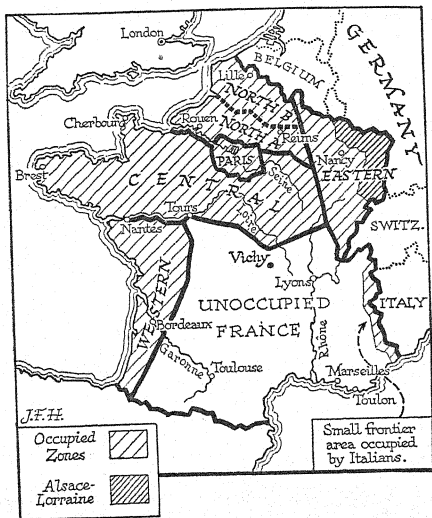 London
GERMANY
BELGIUM
Lille
NORTH B
Cherbourg
Rouen
NORTH A
Reims
PARIS
Nancy
EASTERN
Brest
CENTRAL
Seine
Tours
Loire
SWITZ.
Nantes
Vichy
Lyons
ITALY
UNOCCUPIED
FRANCE
WESTERN
Bordeaux
Rhône
Garonne
Toulouse
Marseilles
Toulon
J.F.H.
Occupied
Zones
Alsace-
Lorraine
Small frontier
area occupied
by Italians.